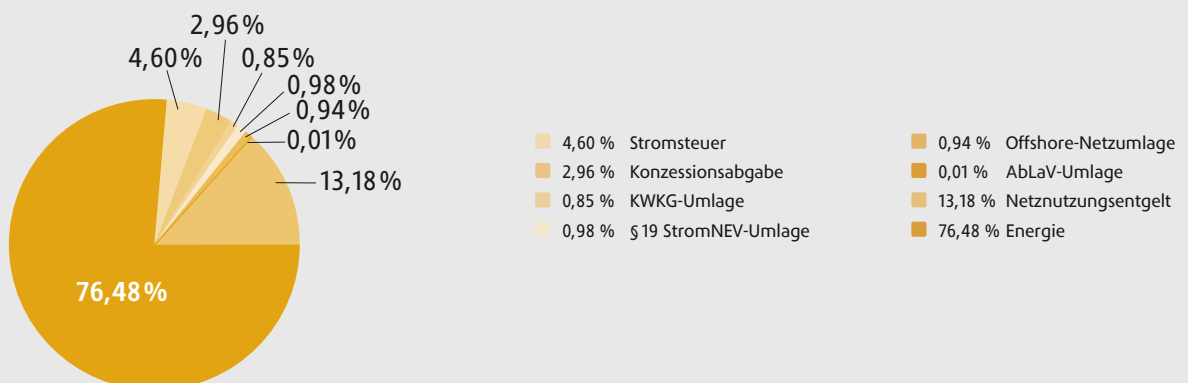 2,96 %
4,60 %
0,85 %
0,98 %
0,94 %
0,01 %
13,18 %
76,48 %
4,60 % Stromsteuer
2,96 % Konzessionsabgabe
0,85 % KWKG-Umlage
0,98 % §19 StromNEV-Umlage
0,94 % Offshore-Netzumlage
0,01 % AbLaV-Umlage
13,18 % Netznutzungsentgelt
76,48 % Energie